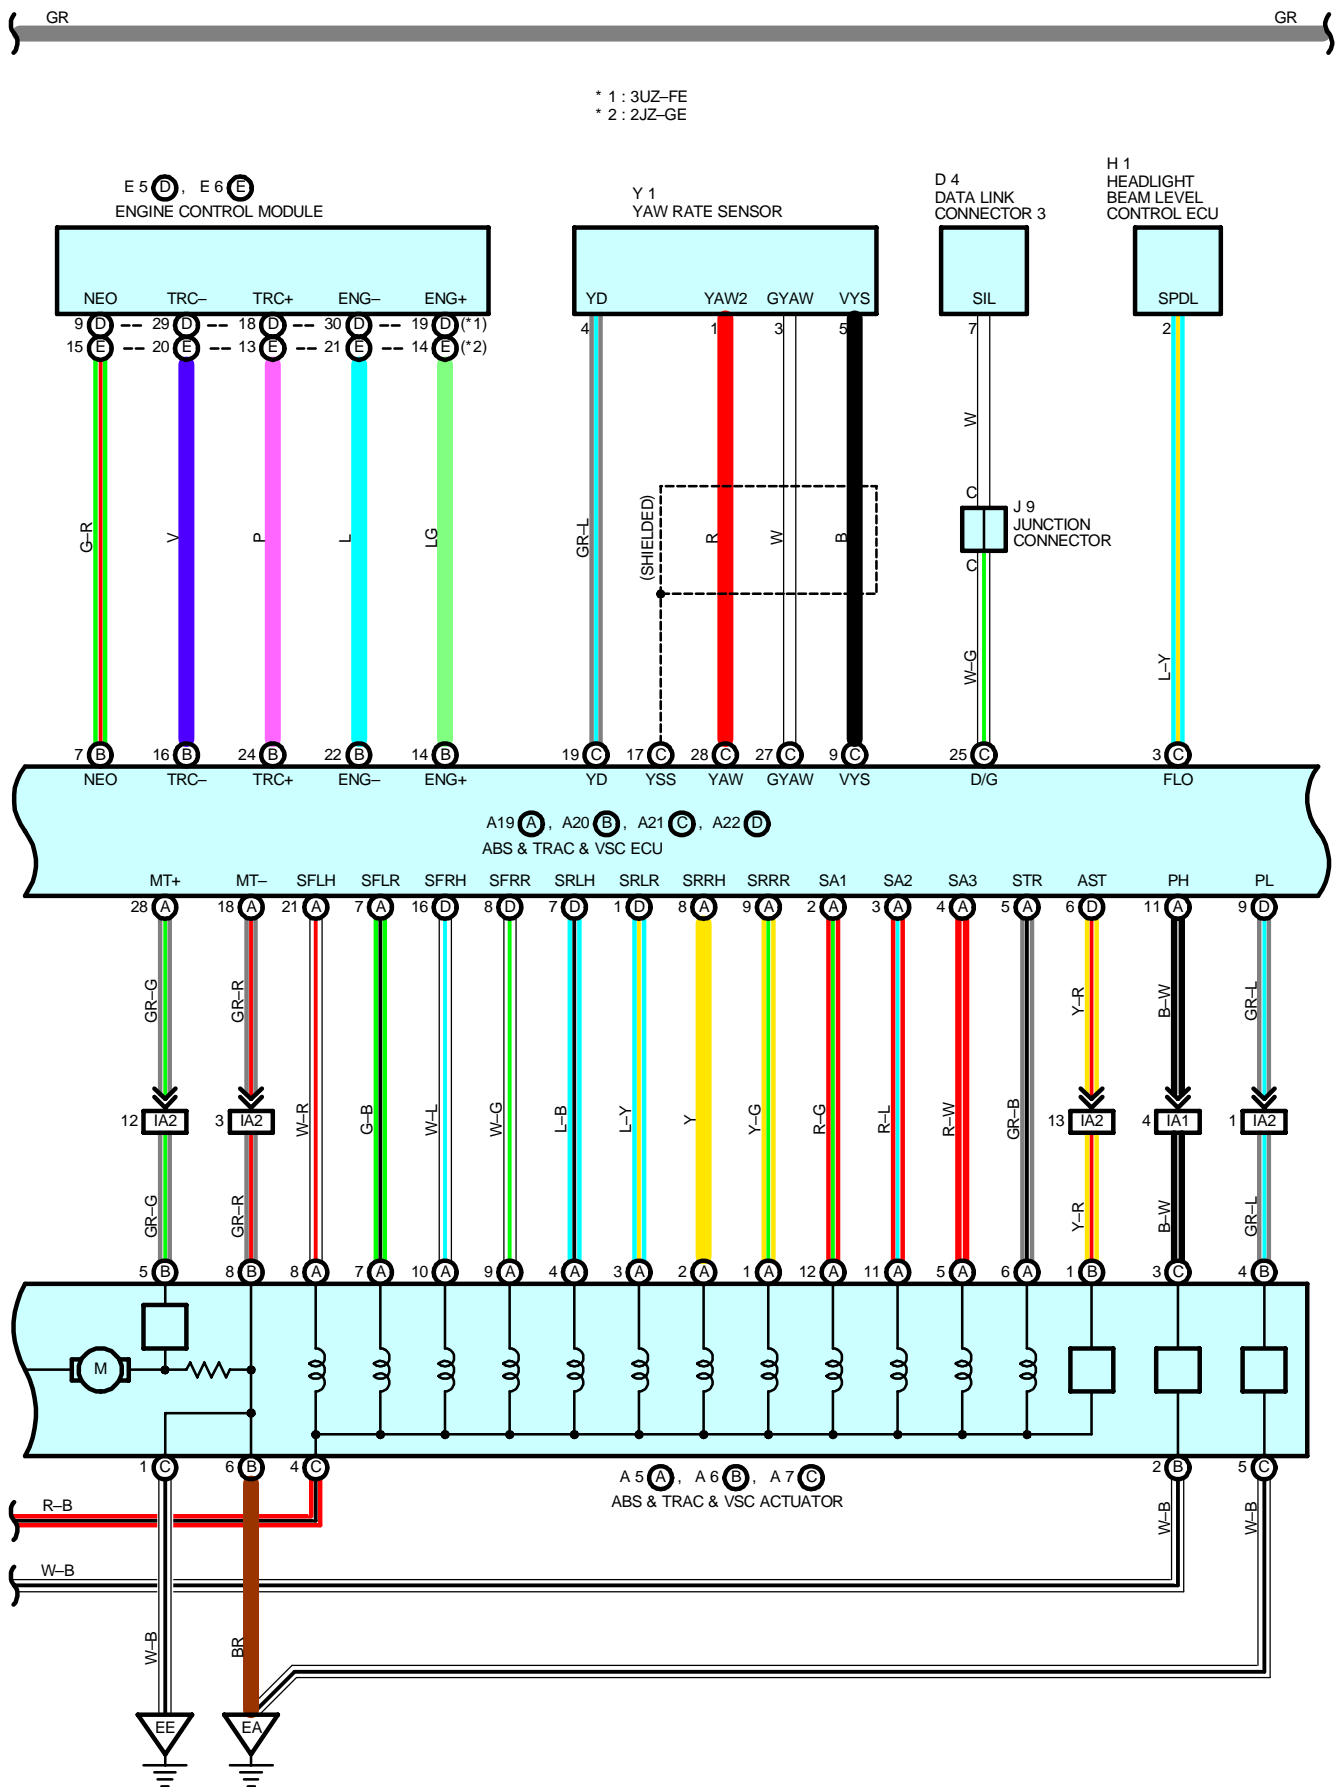 GR GR
* 1 : 3UZ–FE
* 2 : 2JZ–GE
E 5 D , E 6 E
ENGINE CONTROL MODULE
Y 1
YAW RATE SENSOR
D 4
DATA LINK
CONNECTOR 3
H 1
HEADLIGHT
BEAM LEVEL
CONTROL ECU
NEO TRC– TRC+ ENG– ENG+ YD YAW2 GYAW VYS SIL SPDL
9 D 29 D 18 D 30 D 19 D (*1) 4 1 3 5 7 2
15 E 20 E 13 E 21 E 14 E (*2)
W
C
J 9
JUNCTION
CONNECTOR
C
G–R V P L LG GR–L (SHIELDED) R W B
W–G L–Y
7 B 16 B 24 B 22 B 14 B 19 C 17 C 28 C 27 C 9 C 25 C 3 C
NEO TRC– TRC+ ENG– ENG+ YD YSS YAW GYAW VYS D/G FLO
A19 A , A20 B , A21 C , A22 D
ABS & TRAC & VSC ECU
MT+ MT– SFLH SFLR SFRH SFRR SRLH SRLR SRRH SRRR SA1 SA2 SA3 STR AST PH PL
28 A 18 A 21 A 7 A 16 D 8 D 7 D 1 D 8 A 9 A 2 A 3 A 4 A 5 A 6 D 11 A 9 D
GR–G GR–R Y–R B–W GR–L
12 IA2 3 IA2 W–R G–B W–L W–G L–B L–Y Y Y–G R–G R–L R–W GR–B 13 IA2 4 IA1 1 IA2
GR–G GR–R Y–R B–W GR–L
5 B 8 B 8 A 7 A 10 A 9 A 4 A 3 A 2 A 1 A 12 A 11 A 5 A 6 A 1 B 3 C 4 B
M
1 C 6 B 4 C 2 B 5 C
A 5 A , A 6 B , A 7 C
ABS & TRAC & VSC ACTUATOR
R–B
W–B W–B
W–B
W–B BR
EE EA